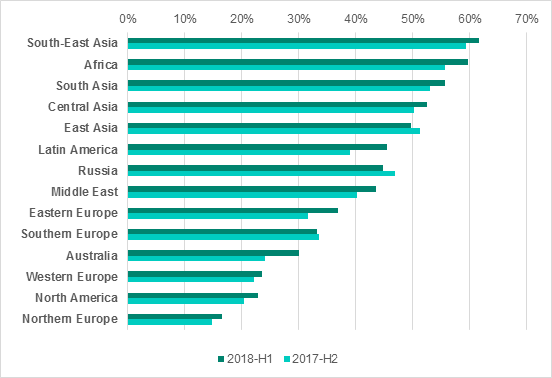 0% 10% 20% 30% 40% 50% 60% 70%
South-East Asia
Africa
South Asia
Central Asia
East Asia
Latin America
Russia
Middle East
Eastern Europe
Southern Europe
Australia
Western Europe
North America
Northern Europe
2018-H1 2017-H2